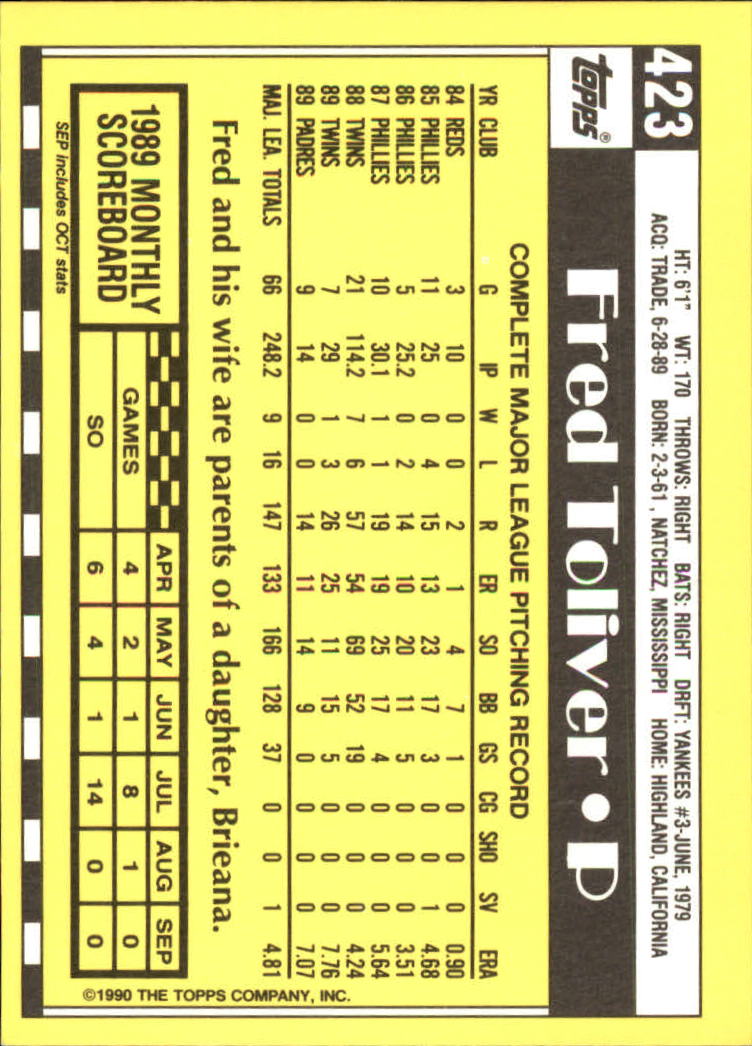 423
topps®
HT: 6'1" WT: 170 THROWS: RIGHT BATS: RIGHT DRFT: YANKEES #3-JUNE, 1979
ACQ: TRADE, 6-28-89 BORN: 2-3-61, NATCHEZ, MISSISSIPPI HOME: HIGHLAND, CALIFORNIA
Fred Toliver • P
COMPLETE MAJOR LEAGUE PITCHING RECORD
YR CLUB G IP W L R ER SO BB GS CG SHO SV ERA
84 REDS 3 10 0 0 2 1 4 7 1 0 0 0 0.90
85 PHILLIES 11 25 0 4 15 13 23 17 3 0 0 1 4.68
86 PHILLIES 5 25.2 0 2 14 10 20 11 5 0 0 0 3.51
87 PHILLIES 10 30.1 1 1 19 19 25 17 4 0 0 0 5.64
88 TWINS 21 114.2 7 6 57 54 69 52 19 0 0 0 4.24
89 TWINS 7 29 1 3 26 25 11 15 5 0 0 0 7.76
89 PADRES 9 14 0 0 14 11 14 9 0 0 0 0 7.07
MAJ. LEA. TOTALS 66 248.2 9 16 147 133 166 128 37 0 0 1 4.81
Fred and his wife are parents of a daughter, Brieana.
1989 MONTHLY
SCOREBOARD
APR MAY JUN JUL AUG SEP
GAMES 4 2 1 8 1 0
SO 6 4 1 14 0 0
SEP includes OCT stats
©1990 THE TOPPS COMPANY, INC.